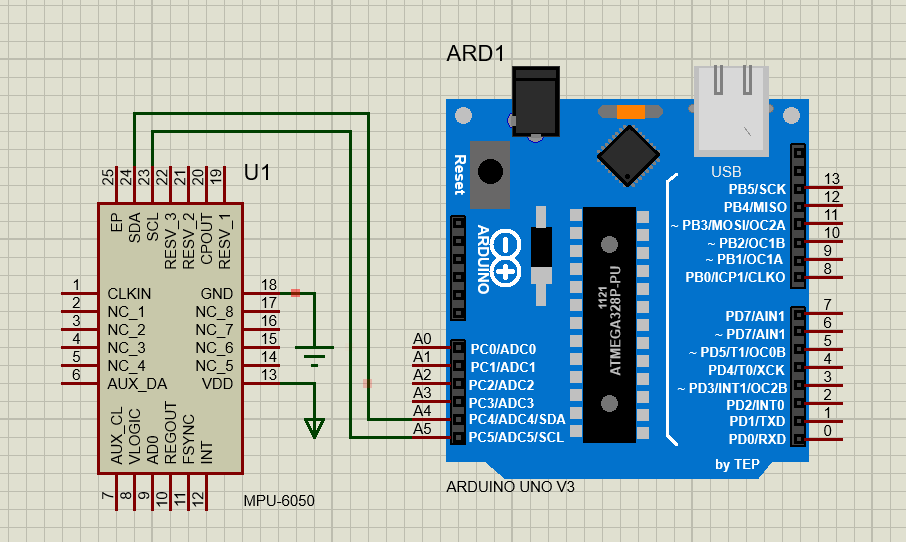 ARD1
U1
25
24
23
22
21
20
19
EP
SDA
SCL
RESV_3
RESV_2
CPOUT
RESV_1
1 CLKIN
2 NC_1
3 NC_2
4 NC_3
5 NC_4
6 AUX_DA
GND 18
NC_8 17
NC_7 16
NC_6 15
NC_5 14
VDD 13
AUX_CL
VLOGIC
AD0
REGOUT
FSYNC
INT
7
8
9
10
11
12
MPU-6050
Reset
ARDUINO
1121
ATMEGA328P-PU
USB
A0 PC0/ADC0
A1 PC1/ADC1
A2 PC2/ADC2
A3 PC3/ADC3
A4 PC4/ADC4/SDA
A5 PC5/ADC5/SCL
PB5/SCK 13
PB4/MISO 12
~ PB3/MOSI/OC2A 11
~ PB2/OC1B 10
~ PB1/OC1A 9
PB0/ICP1/CLKO 8
PD7/AIN1 7
~ PD7/AIN1 6
~ PD5/T1/OC0B 5
PD4/T0/XCK 4
~ PD3/INT1/OC2B 3
PD2/INT0 2
PD1/TXD 1
PD0/RXD 0
by TEP
ARDUINO UNO V3